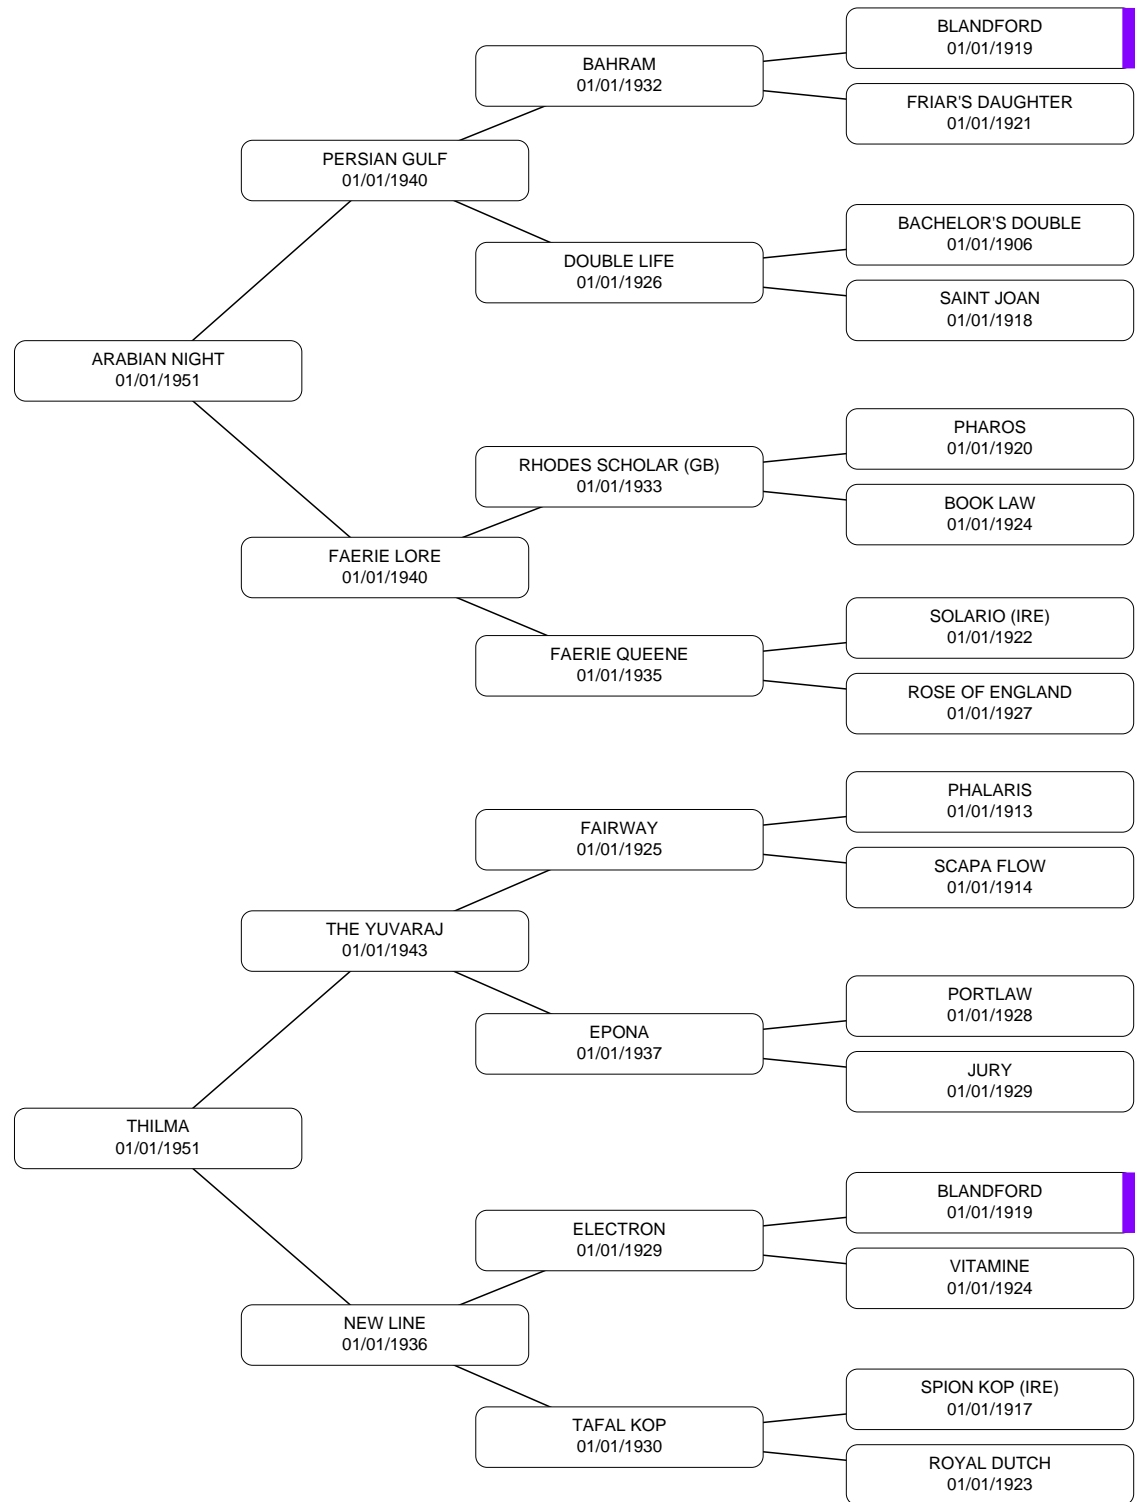 BLANDFORD
01/01/1919
BAHRAM
01/01/1932
FRIAR'S DAUGHTER
01/01/1921
PERSIAN GULF
01/01/1940
BACHELOR'S DOUBLE
01/01/1906
DOUBLE LIFE
01/01/1926
SAINT JOAN
01/01/1918
ARABIAN NIGHT
01/01/1951
PHAROS
01/01/1920
RHODES SCHOLAR (GB)
01/01/1933
BOOK LAW
01/01/1924
FAERIE LORE
01/01/1940
SOLARIO (IRE)
01/01/1922
FAERIE QUEENE
01/01/1935
ROSE OF ENGLAND
01/01/1927
PHALARIS
01/01/1913
FAIRWAY
01/01/1925
SCAPA FLOW
01/01/1914
THE YUVARAJ
01/01/1943
PORTLAW
01/01/1928
EPONA
01/01/1937
JURY
01/01/1929
THILMA
01/01/1951
BLANDFORD
01/01/1919
ELECTRON
01/01/1929
VITAMINE
01/01/1924
NEW LINE
01/01/1936
SPION KOP (IRE)
01/01/1917
TAFAL KOP
01/01/1930
ROYAL DUTCH
01/01/1923